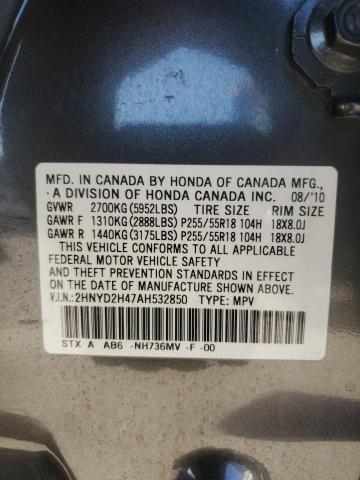 MFD. IN CANADA BY HONDA OF CANADA MFG.,
- A DIVISION OF HONDA CANADA INC. 08/'10
GVWR 2700KG (5952LBS) TIRE SIZE RIM SIZE
GAWR F 1310KG (2888LBS) P255/55R18 104H 18X8.0J
GAWR R 1440KG (3175LBS) P255/55R18 104H 18X8.0J
THIS VEHICLE CONFORMS TO ALL APPLICABLE
FEDERAL MOTOR VEHICLE SAFETY
AND THEFT PREVENTION STANDARDS IN EFFECT
ON THE DATE OF MANUFACTURE SHOWN ABOVE.
V.I.N.: 2HNYD2H47AH532850 TYPE: MPV
STX A AB6 -NH736MV -F -00